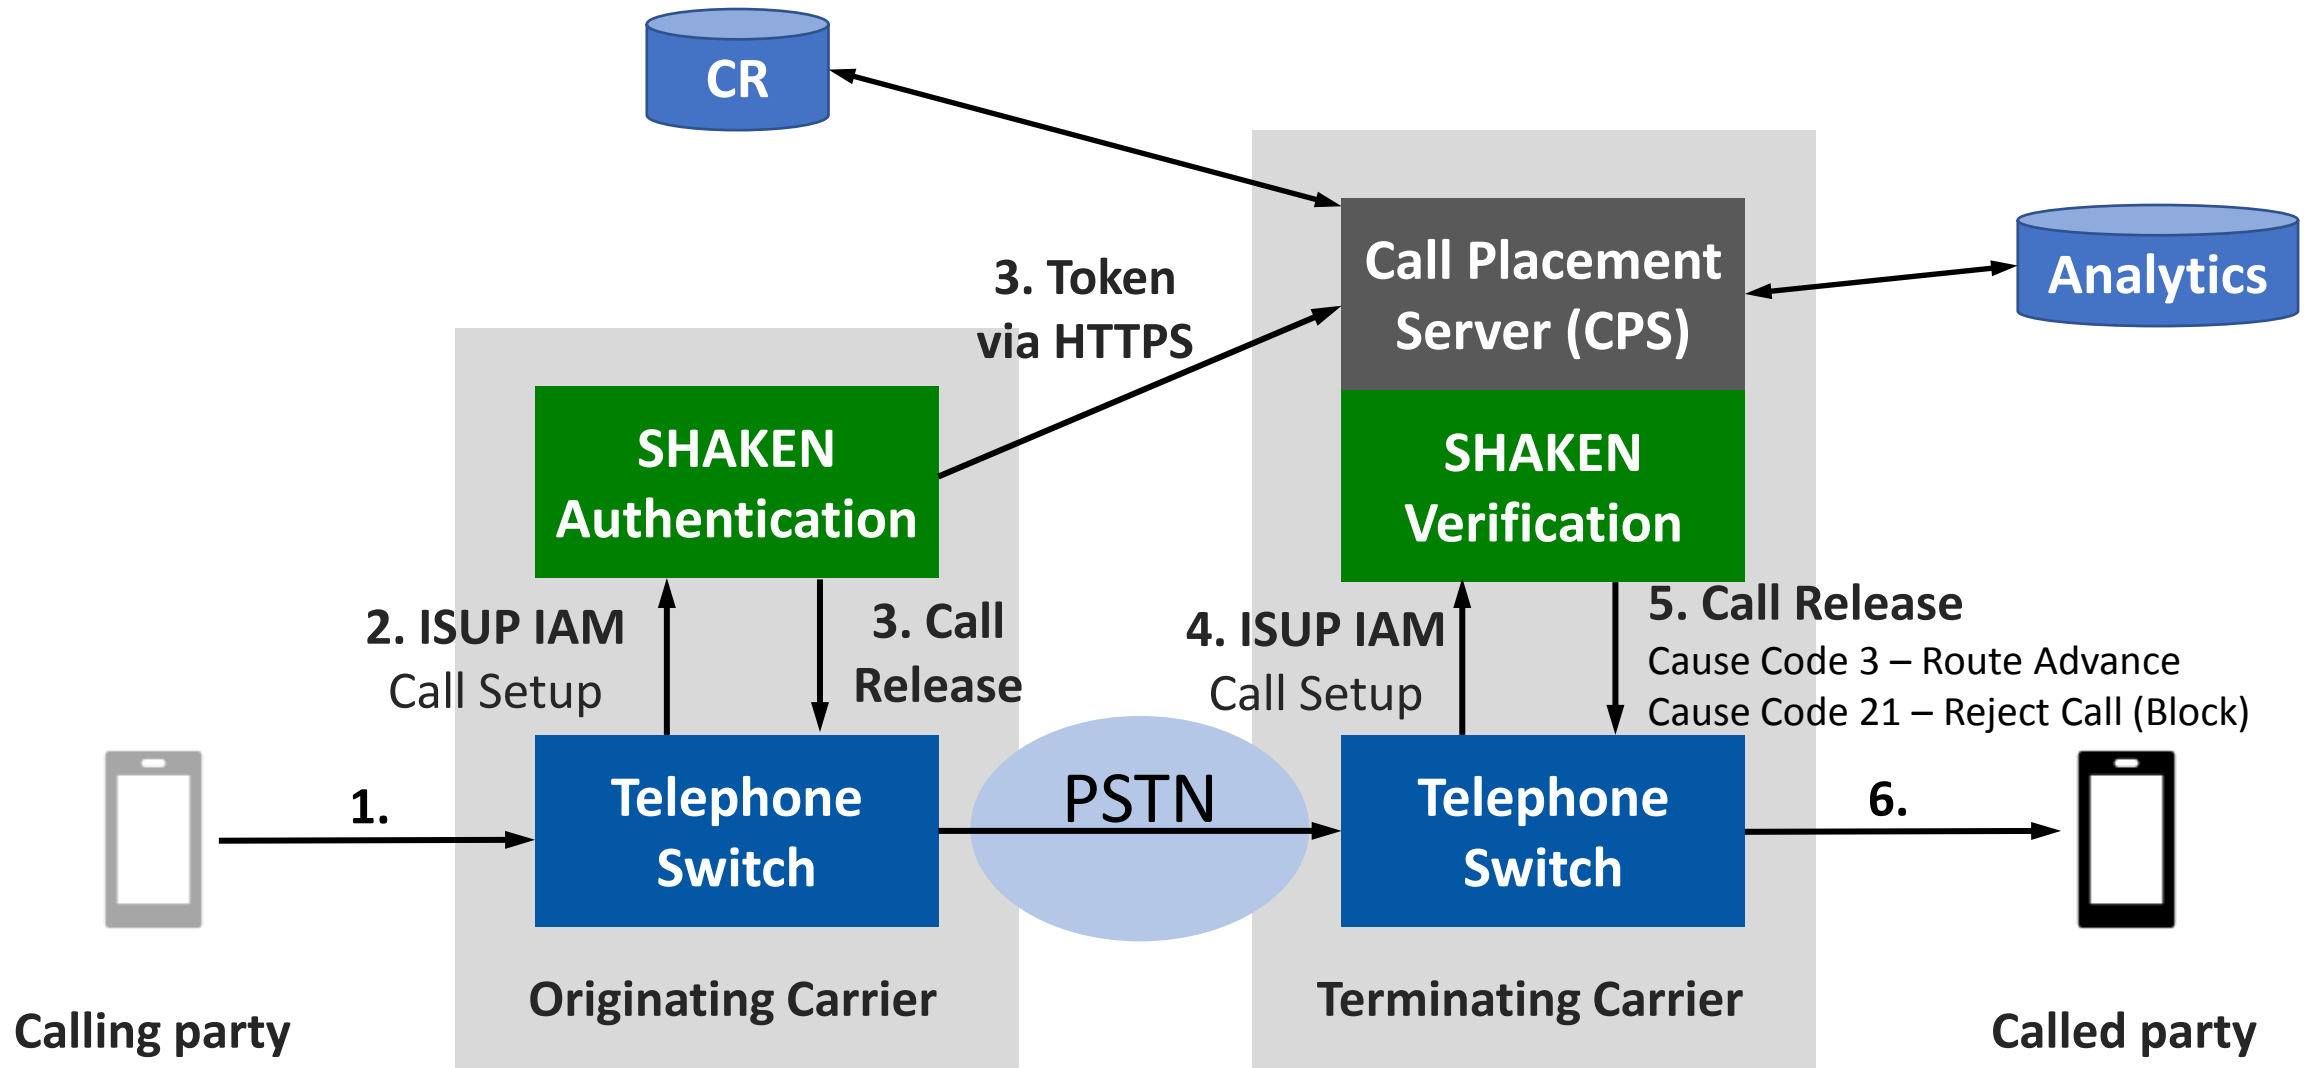 CR
Call Placement
Server (CPS)
Analytics
3. Token
via HTTPS
SHAKEN
Authentication
SHAKEN
Verification
2. ISUP IAM
Call Setup
3. Call
Release
4. ISUP IAM
Call Setup
5. Call Release
Cause Code 3 – Route Advance
Cause Code 21 – Reject Call (Block)
1.
Telephone
Switch
PSTN
Telephone
Switch
6.
Originating Carrier
Terminating Carrier
Calling party
Called party